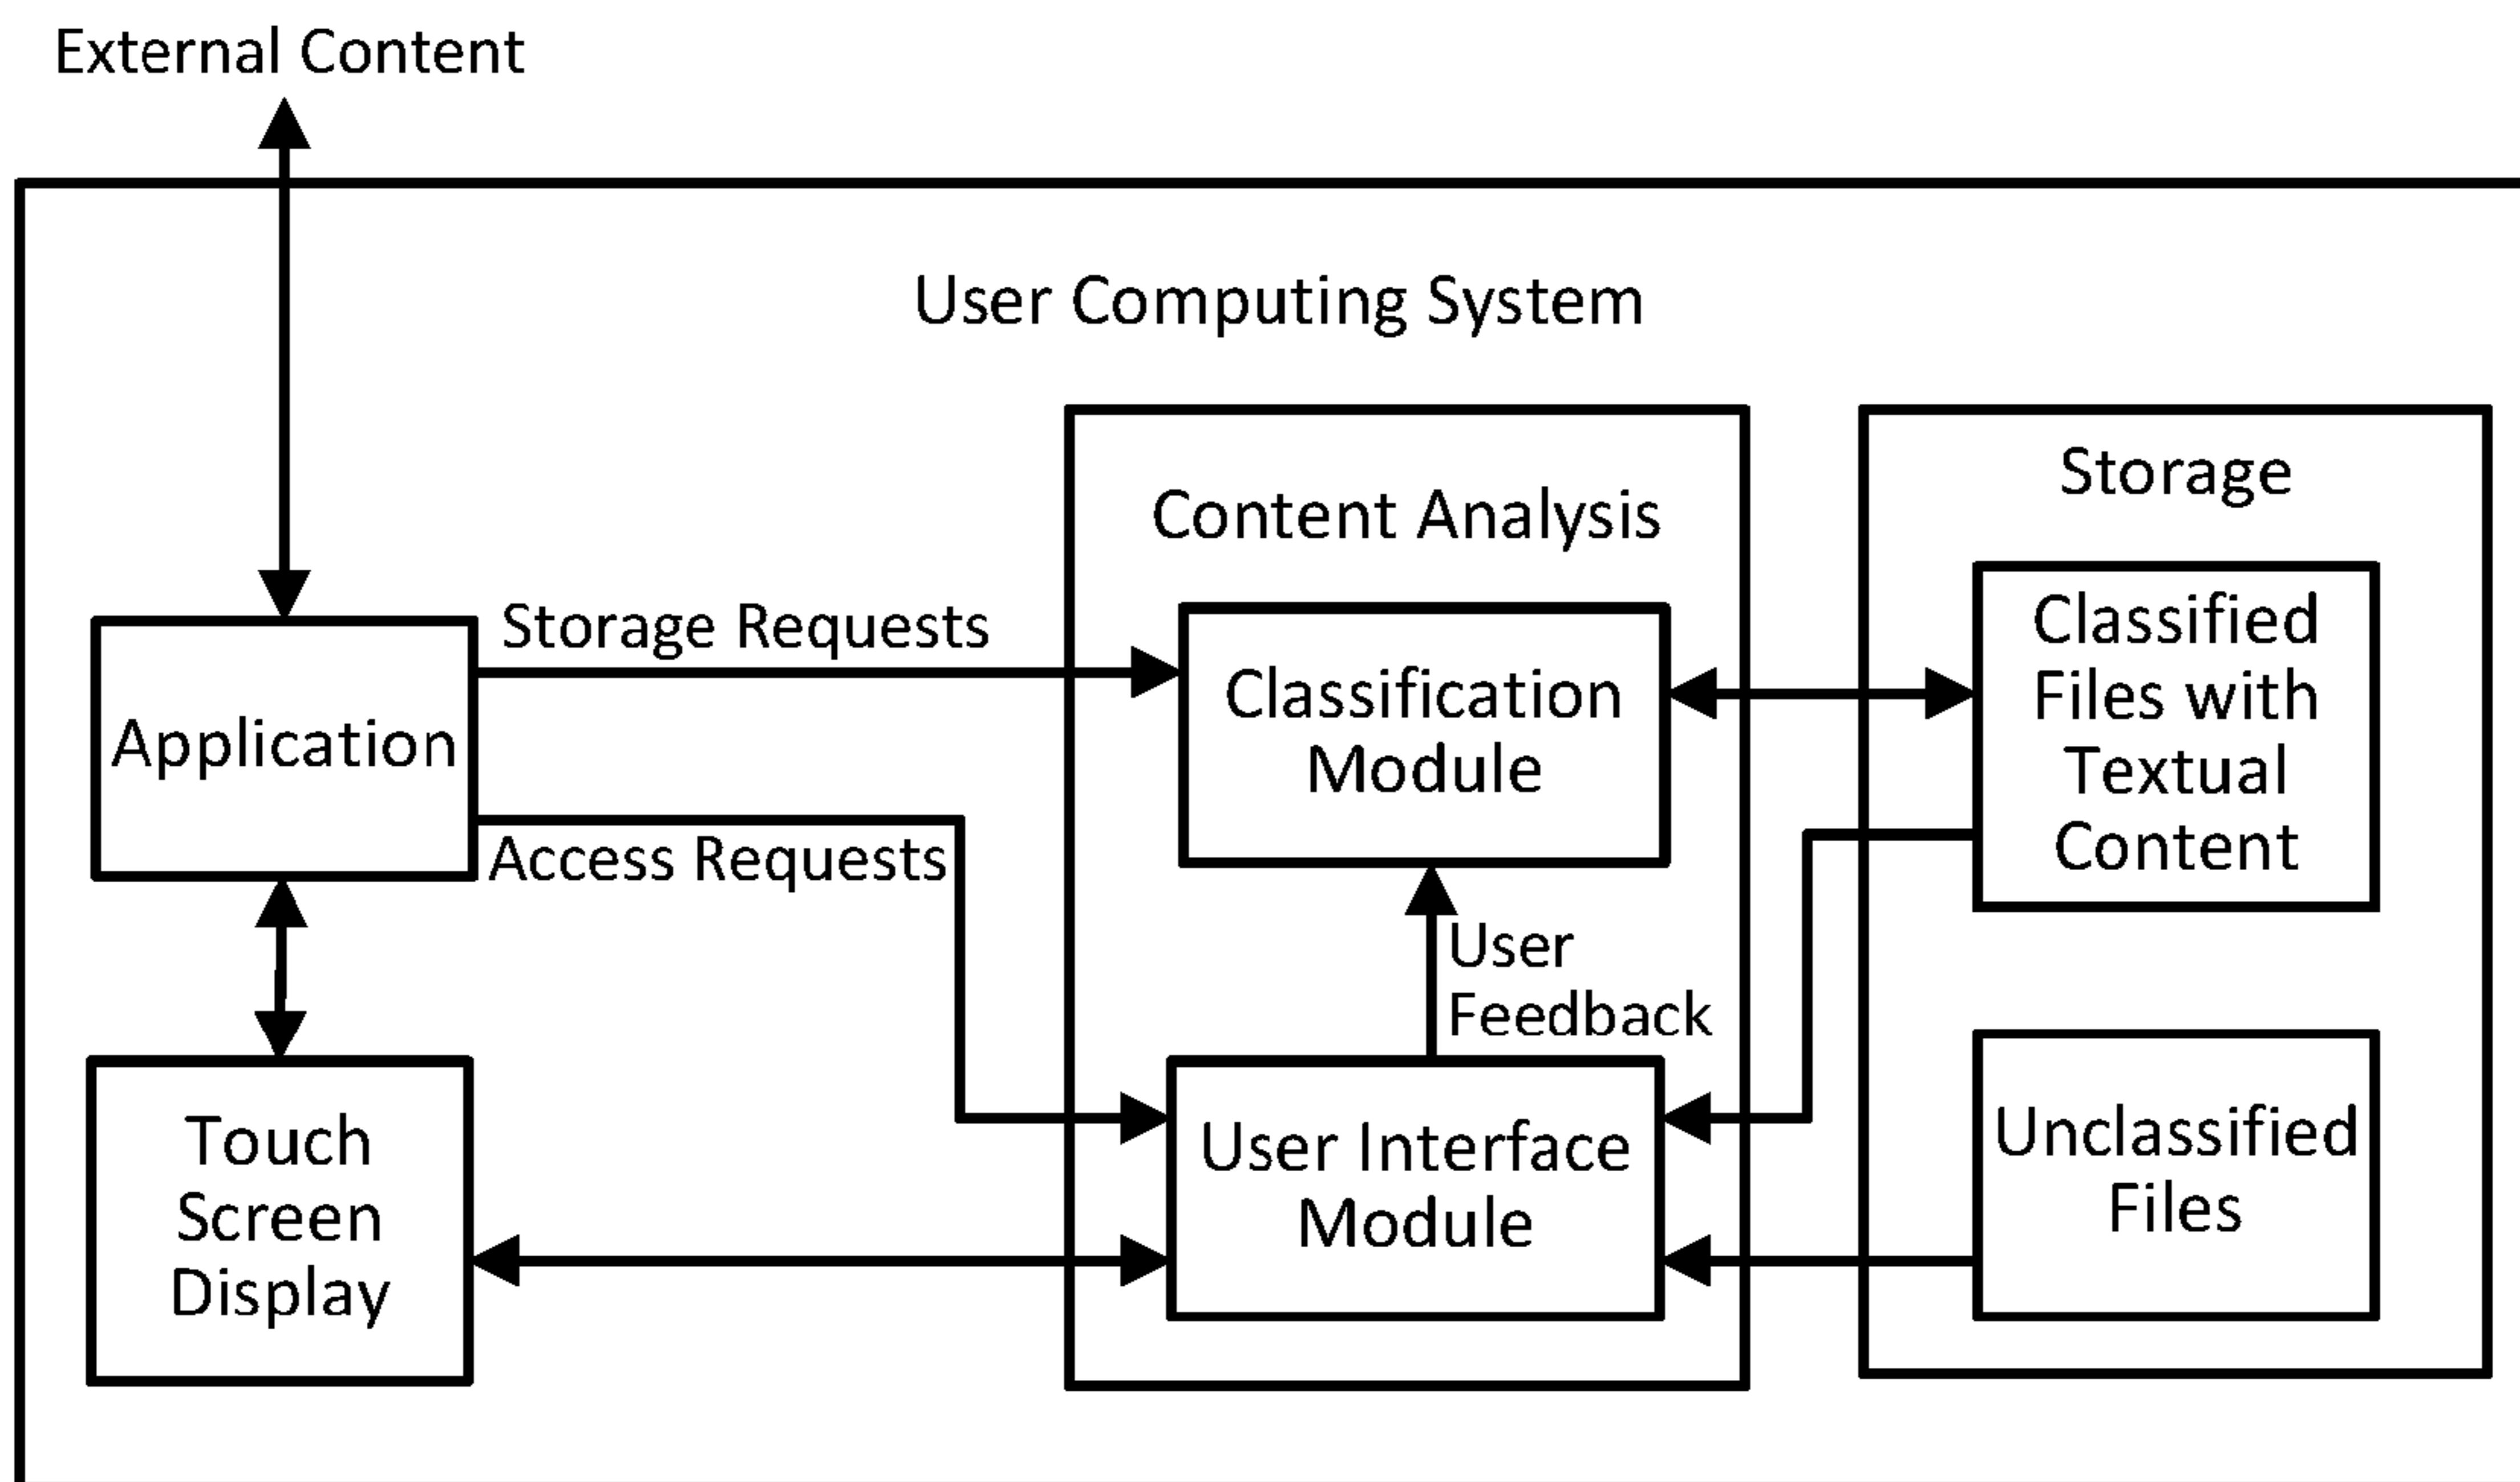 External Content
User Computing System
Content Analysis
Storage
Application
Storage Requests
Access Requests
Classification
Module
Classified
Files with
Textual
Content
User
Feedback
Touch
Screen
Display
User Interface
Module
Unclassified
Files